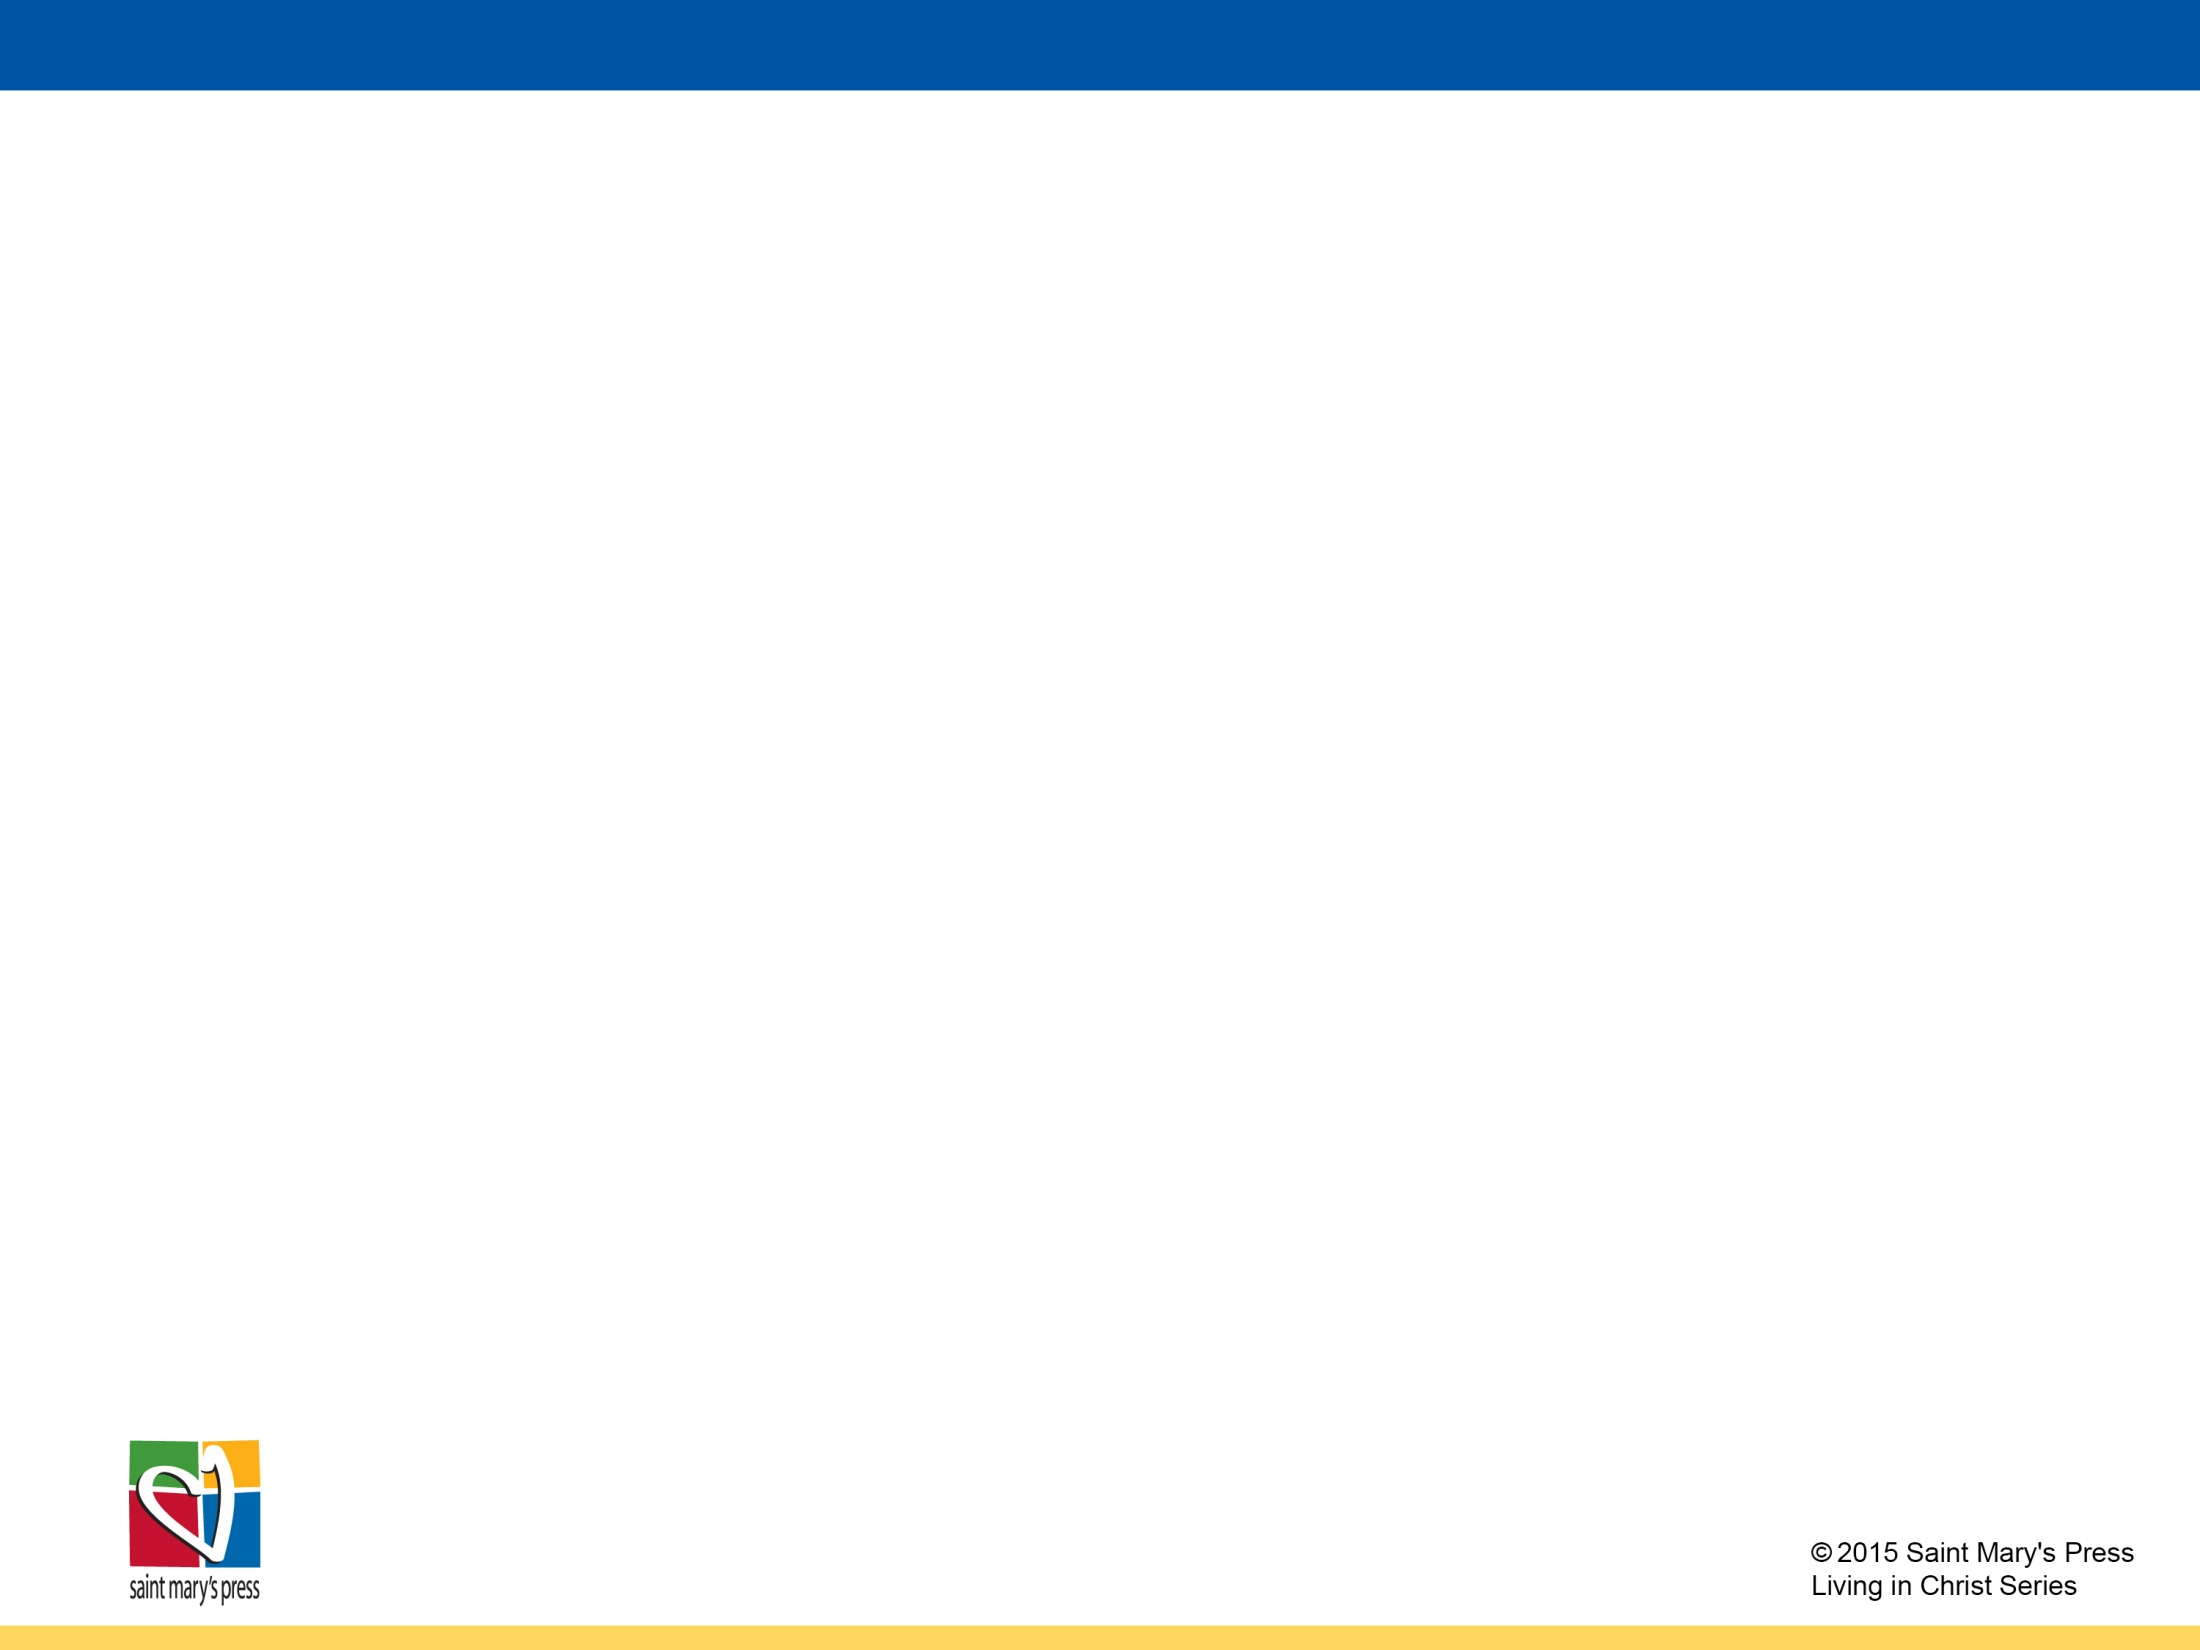 saint mary's press
© 2015 Saint Mary's Press
Living in Christ Series